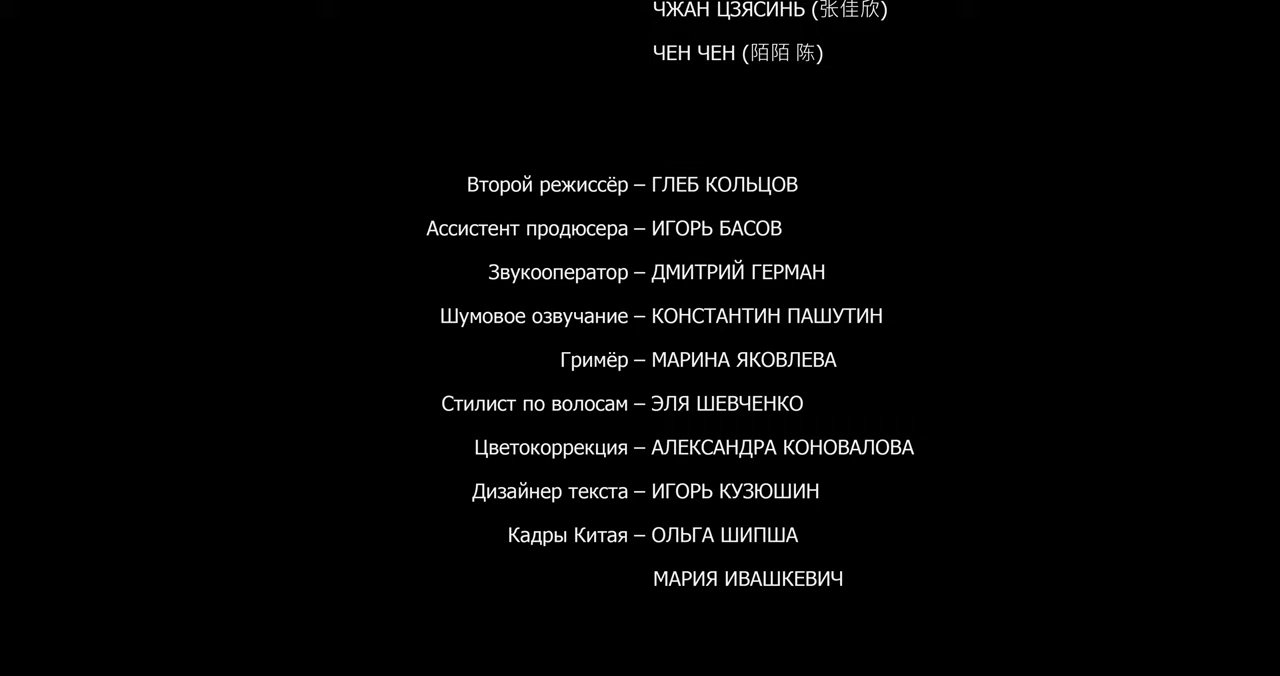 ЧЖАН ЦЗЯСИНЬ (张佳欣)
ЧЕН ЧЕН (陌陌 陈)
Второй режиссёр – ГЛЕБ КОЛЬЦОВ
Ассистент продюсера – ИГОРЬ БАСОВ
Звукооператор – ДМИТРИЙ ГЕРМАН
Шумовое озвучание – КОНСТАНТИН ПАШУТИН
Гримёр – МАРИНА ЯКОВЛЕВА
Стилист по волосам – ЭЛЯ ШЕВЧЕНКО
Цветокоррекция – АЛЕКСАНДРА КОНОВАЛОВА
Дизайнер текста – ИГОРЬ КУЗЮШИН
Кадры Китая – ОЛЬГА ШИПША
МАРИЯ ИВАШКЕВИЧ